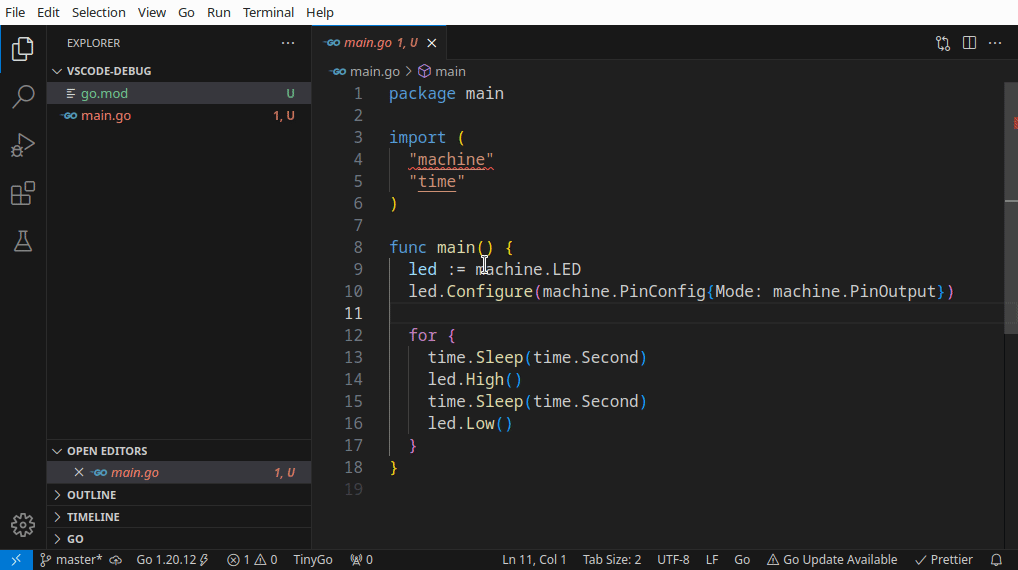 File Edit Selection View Go Run Terminal Help
EXPLORER ···
VSCODE-DEBUG
go.mod U
GO main.go 1, U
OPEN EDITORS
GO main.go 1, U
OUTLINE
TIMELINE
GO
GO main.go 1, U
GO main.go > main
1 package main
2
3 import (
4 "machine"
5 "time"
6 )
7
8 func main() {
9 led := machine.LED
10 led.Configure(machine.PinConfig{Mode: machine.PinOutput})
11
12 for {
13 time.Sleep(time.Second)
14 led.High()
15 time.Sleep(time.Second)
16 led.Low()
17 }
18 }
19
master* Go 1.20.12 1 0 TinyGo 0 Ln 11, Col 1 Tab Size: 2 UTF-8 LF Go Go Update Available Prettier